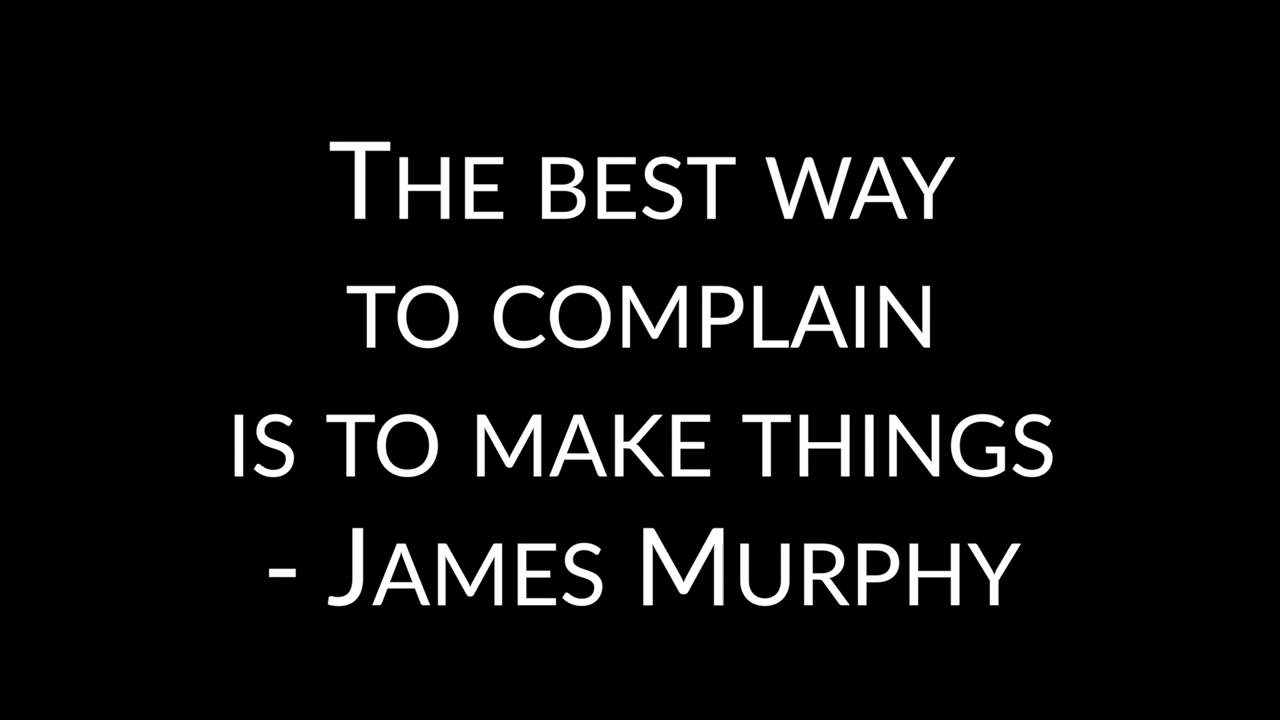 The best way
to complain
is to make things
- James Murphy